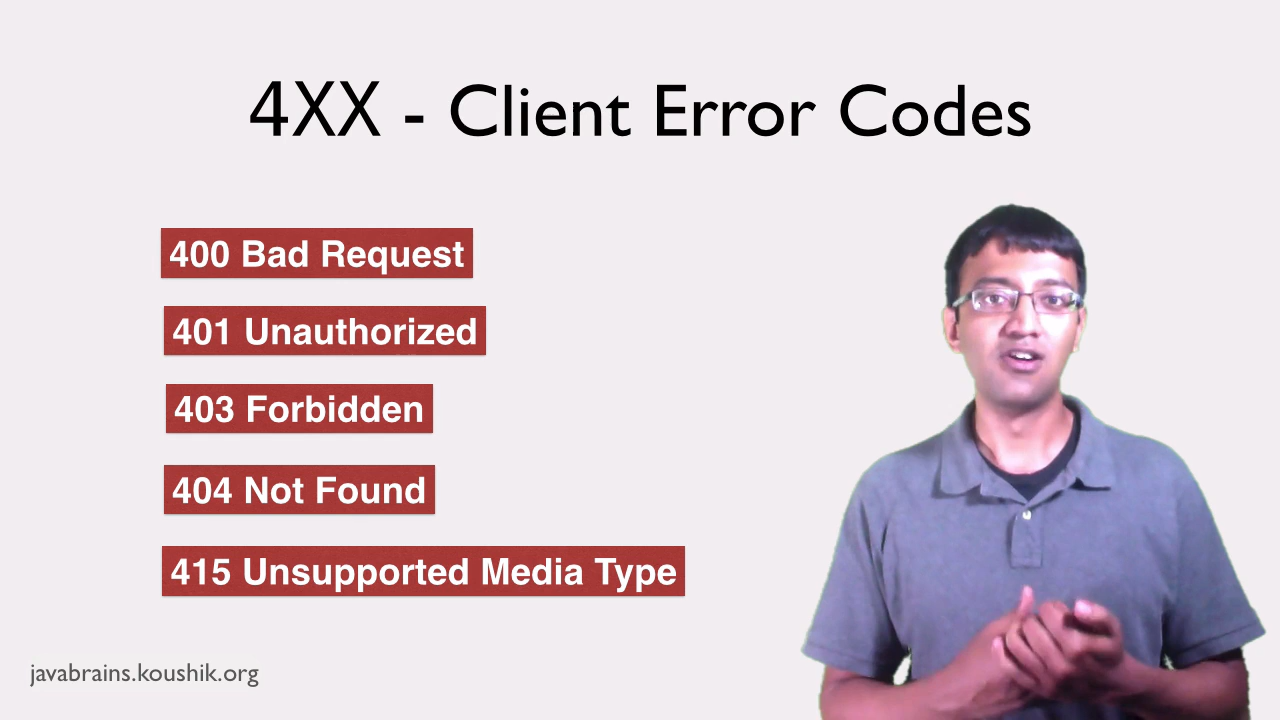 4XX - Client Error Codes
400 Bad Request
401 Unauthorized
403 Forbidden
404 Not Found
415 Unsupported Media Type
javabrains.koushik.org